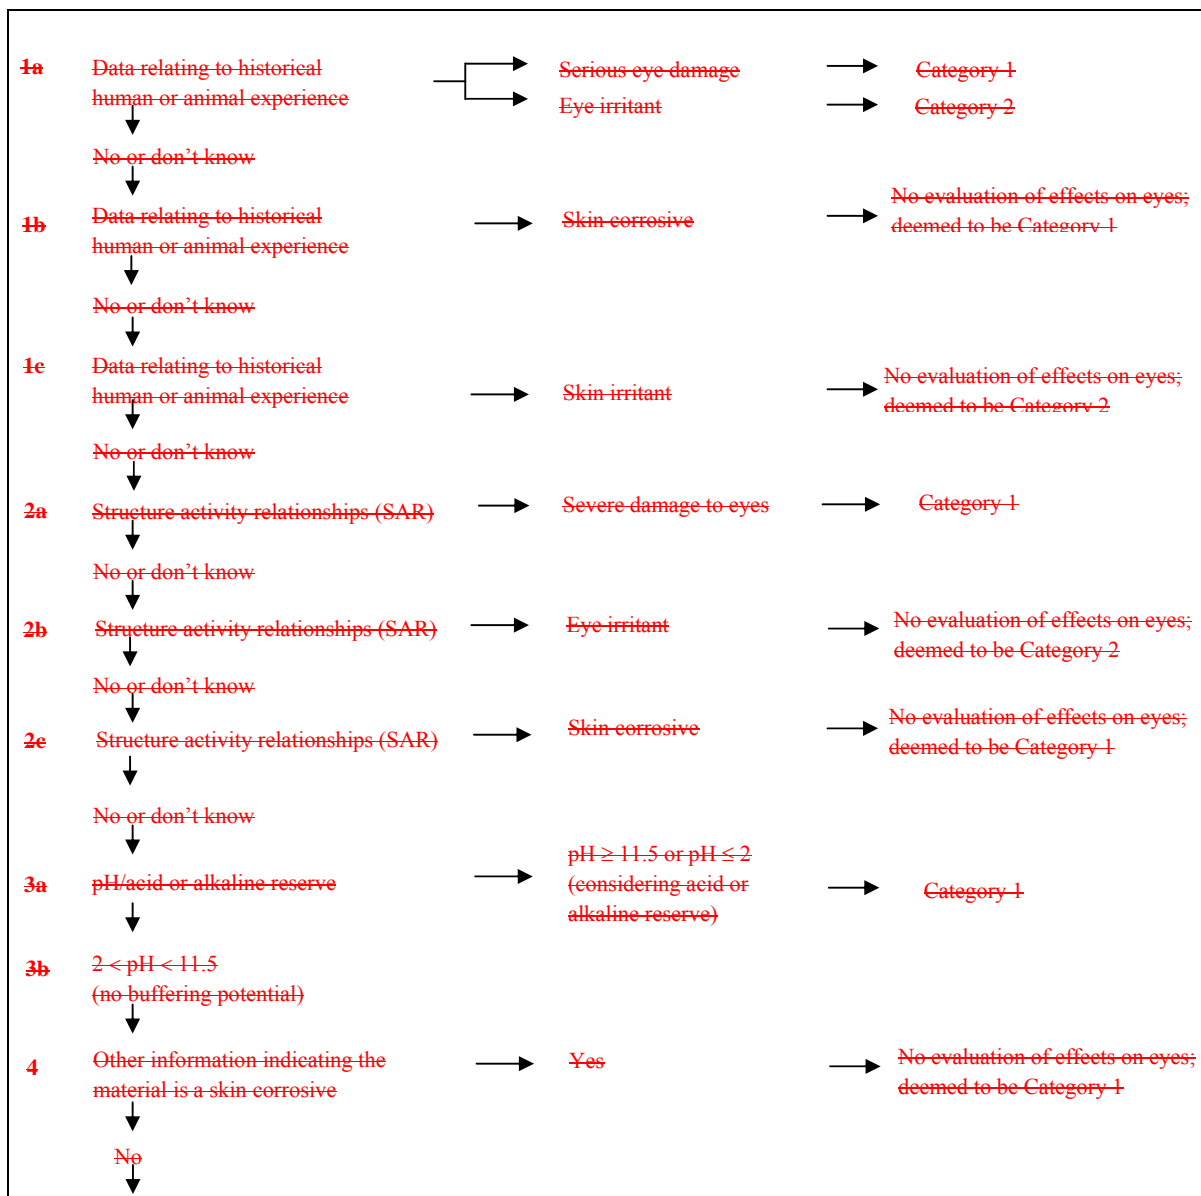 1a Data relating to historical human or animal experience Serious eye damage Category 1
Eye irritant Category 2
No or don’t know
1b Data relating to historical human or animal experience Skin corrosive No evaluation of effects on eyes; deemed to be Category 1
No or don’t know
1c Data relating to historical human or animal experience Skin irritant No evaluation of effects on eyes; deemed to be Category 2
No or don’t know
2a Structure activity relationships (SAR) Severe damage to eyes Category 1
No or don’t know
2b Structure activity relationships (SAR) Eye irritant No evaluation of effects on eyes; deemed to be Category 2
No or don’t know
2c Structure activity relationships (SAR) Skin corrosive No evaluation of effects on eyes; deemed to be Category 1
No or don’t know
3a pH/acid or alkaline reserve pH ≥ 11.5 or pH ≤ 2 (considering acid or alkaline reserve) Category 1
3b 2 < pH < 11.5 (no buffering potential)
4 Other information indicating the material is a skin corrosive Yes No evaluation of effects on eyes; deemed to be Category 1
No